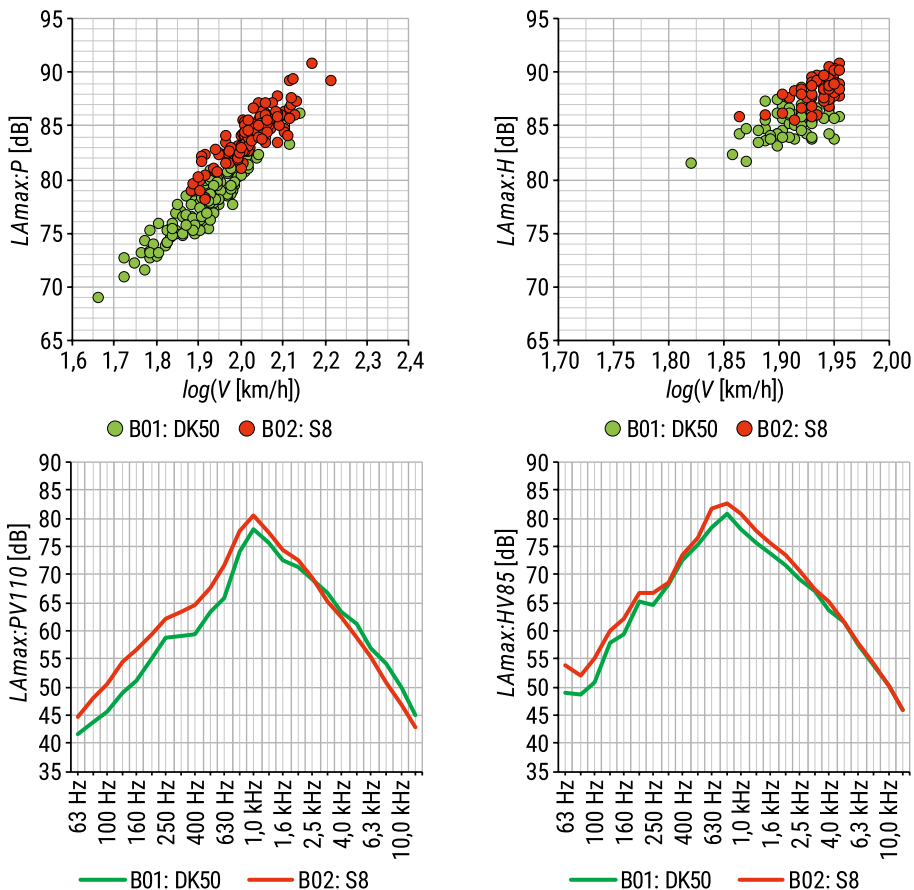 95
90
85
80
75
70
65
LAmax:P [dB]
1,6 1,7 1,8 1,9 2,0 2,1 2,2 2,3 2,4
log(V [km/h])
B01: DK50 B02: S8
95
90
85
80
75
70
65
LAmax:H [dB]
1,70 1,75 1,80 1,85 1,90 1,95 2,00
log(V [km/h])
B01: DK50 B02: S8
90
85
80
75
70
65
60
55
50
45
40
35
LAmax:PV110 [dB]
63 Hz 100 Hz 160 Hz 250 Hz 400 Hz 630 Hz 1,0 kHz 1,6 kHz 2,5 kHz 4,0 kHz 6,3 kHz 10,0 kHz
B01: DK50 B02: S8
90
85
80
75
70
65
60
55
50
45
40
35
LAmax:HV85 [dB]
63 Hz 100 Hz 160 Hz 250 Hz 400 Hz 630 Hz 1,0 kHz 1,6 kHz 2,5 kHz 4,0 kHz 6,3 kHz 10,0 kHz
B01: DK50 B02: S8